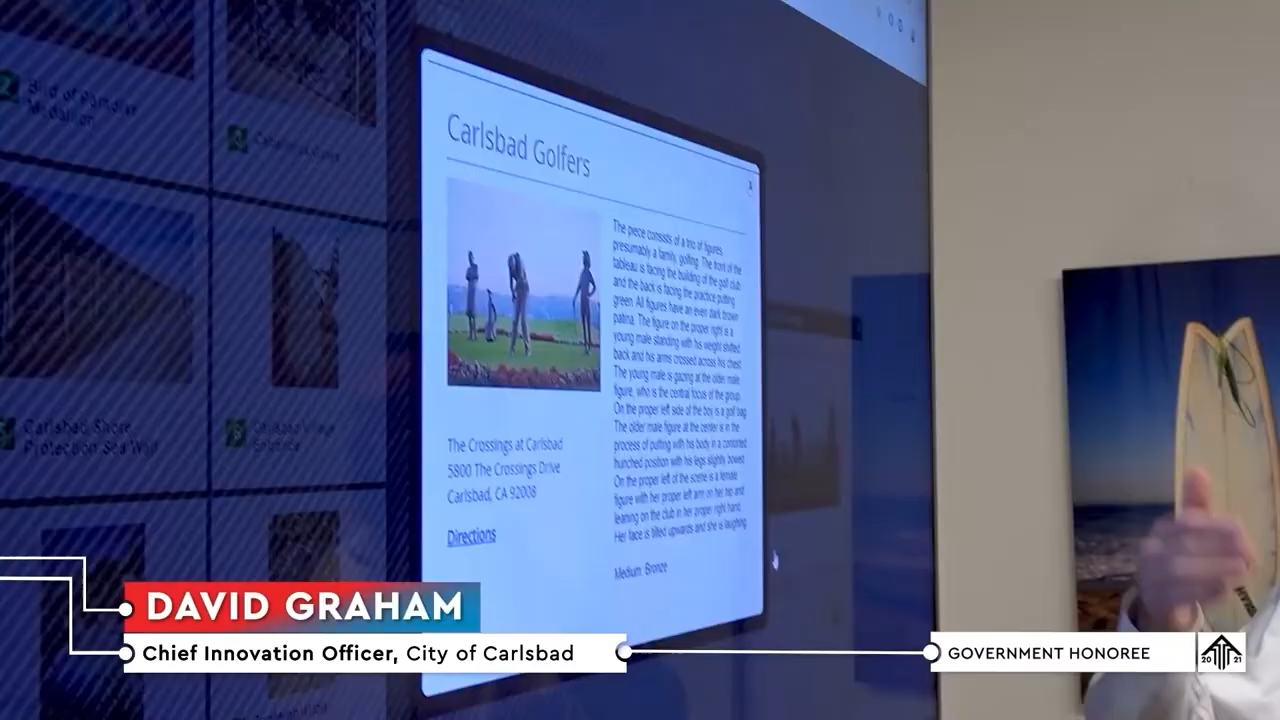 Bird of Paradise
Medallion
Carlsbad Shore
Protection Sea Wall
Carlsbad Golfers
x
The piece consists of a trio of figures,
presumably a family, golfing. The front of the
tableau is facing the building of the golf club
and the back is facing the practice putting
green. All figures have an even dark brown
patina. The figure on the proper right is a
young male standing with his weight shifted
back and his arms crossed across his chest.
The young male is gazing at the older male
figure, who is the central focus of the group.
On the proper left side of the boy is a golf bag.
The older male figure at the center is in the
process of putting with his body in a contorted
hunched position with his legs slightly bowed.
On the proper left of the scene is a female
figure with her proper left arm on her hip and
leaning on the club in her proper right hand.
Her face is tilted upwards and she is laughing.
Medium: Bronze
The Crossings at Carlsbad
5800 The Crossings Drive
Carlsbad, CA 92008
Directions
DAVID GRAHAM
Chief Innovation Officer, City of Carlsbad
GOVERNMENT HONOREE
20 21